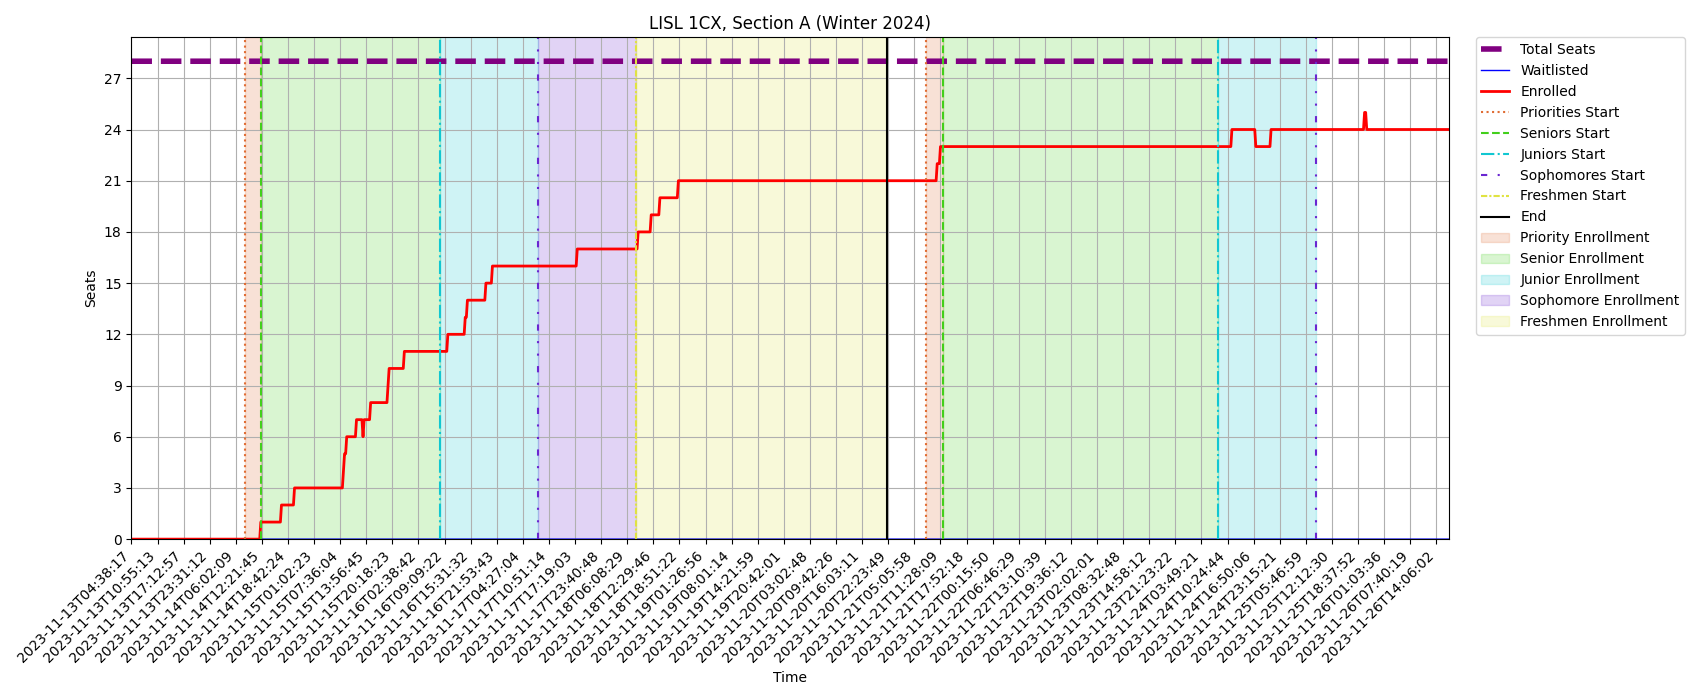 LISL 1CX, Section A (Winter 2024)
Total Seats
Waitlisted
Enrolled
Priorities Start
Seniors Start
Juniors Start
Sophomores Start
Freshmen Start
End
Priority Enrollment
Senior Enrollment
Junior Enrollment
Sophomore Enrollment
Freshmen Enrollment
Seats
27
24
21
18
15
12
9
6
3
0
2023-11-13T04:38:17
2023-11-13T10:55:13
2023-11-13T17:12:57
2023-11-13T23:31:12
2023-11-14T06:02:09
2023-11-14T12:21:45
2023-11-14T18:42:24
2023-11-15T01:02:23
2023-11-15T07:36:04
2023-11-15T13:56:45
2023-11-15T20:18:23
2023-11-16T02:38:42
2023-11-16T09:09:22
2023-11-16T15:31:32
2023-11-16T21:53:43
2023-11-17T04:27:04
2023-11-17T10:51:14
2023-11-17T17:19:03
2023-11-17T23:40:48
2023-11-18T06:08:29
2023-11-18T12:29:46
2023-11-18T18:51:22
2023-11-19T01:26:56
2023-11-19T08:01:14
2023-11-19T14:21:59
2023-11-19T20:42:01
2023-11-20T03:02:48
2023-11-20T09:42:26
2023-11-20T16:03:11
2023-11-20T22:23:49
2023-11-21T05:05:58
2023-11-21T11:28:09
2023-11-21T17:52:18
2023-11-22T00:15:50
2023-11-22T06:46:29
2023-11-22T13:10:39
2023-11-22T19:36:12
2023-11-23T02:02:01
2023-11-23T08:32:48
2023-11-23T14:58:12
2023-11-23T21:23:22
2023-11-24T03:49:21
2023-11-24T10:24:44
2023-11-24T16:50:06
2023-11-24T23:15:21
2023-11-25T05:46:59
2023-11-25T12:12:30
2023-11-25T18:37:52
2023-11-26T01:03:36
2023-11-26T07:40:19
2023-11-26T14:06:02
Time